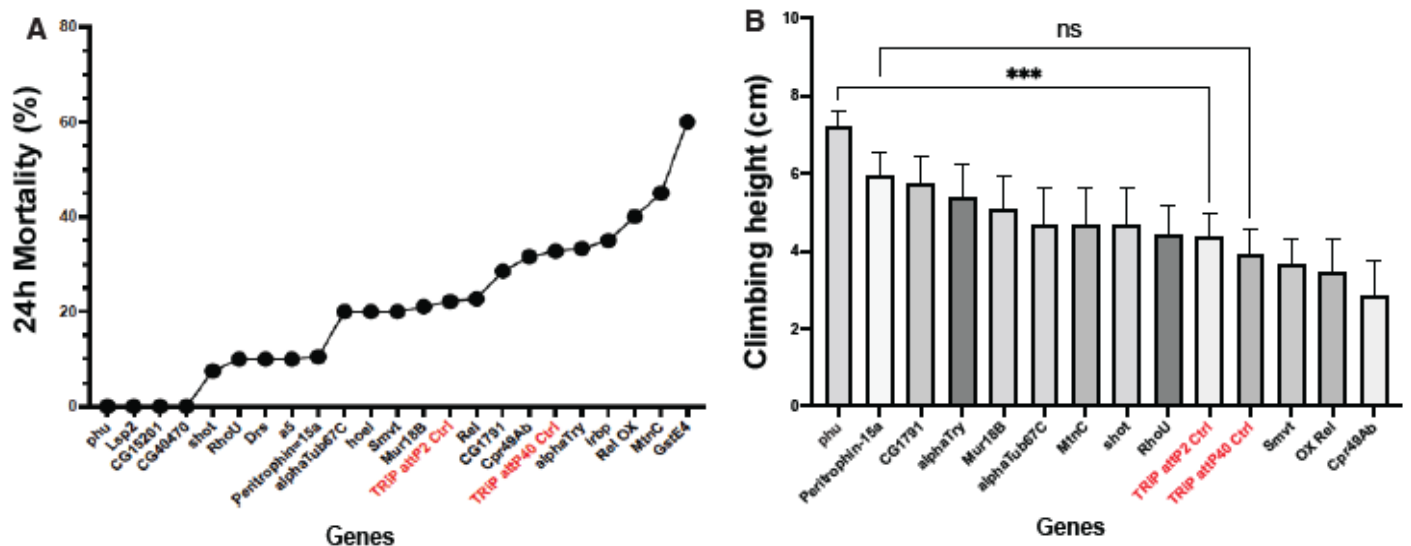 A
24h Mortality (%)
80
60
40
20
0
phu
Lsp2
CG15201
CG40470
shot
RhoU
Drs
a5
Peritrophin=15a
alphaTub67C
hoel
Smvt
Mur18B
TRiP attP2 Ctrl
Rel
CG1791
Cpr49Ab
TRiP attP40 Ctrl
alphaTry
Irbp
Rel OX
MtnC
GstE4
Genes
B
Climbing height (cm)
10
8
6
4
2
0
ns
***
phu
Peritrophin-15a
CG1791
alphaTry
Mur18B
alphaTub67C
MtnC
shot
RhoU
TRiP attP2 Ctrl
TRiP attP40 Ctrl
Smvt
OX Rel
Cpr49Ab
Genes